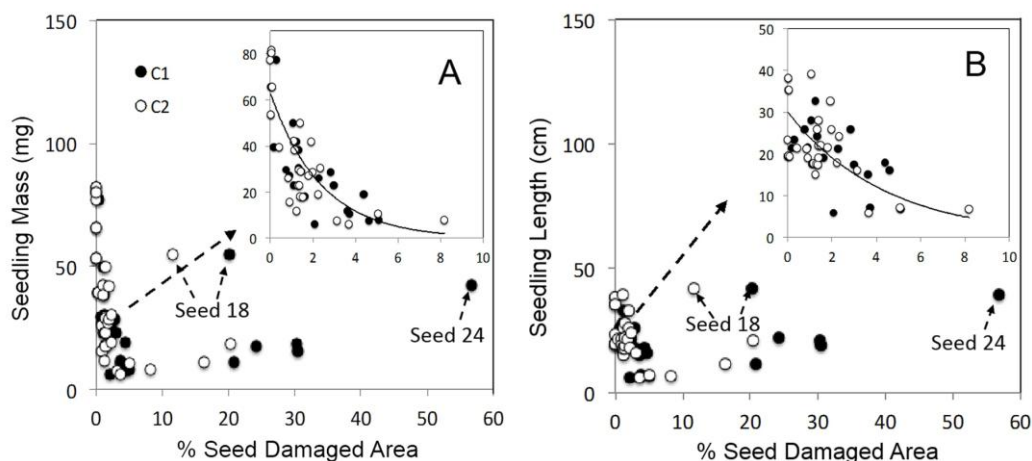 150
100
50
0
0 10 20 30 40 50 60
Seedling Mass (mg)
% Seed Damaged Area
C1
C2
A
80
60
40
20
0
0 2 4 6 8 10
Seed 18
Seed 24
150
100
50
0
0 10 20 30 40 50 60
Seedling Length (cm)
% Seed Damaged Area
B
50
40
30
20
10
0
0 2 4 6 8 10
Seed 18
Seed 24